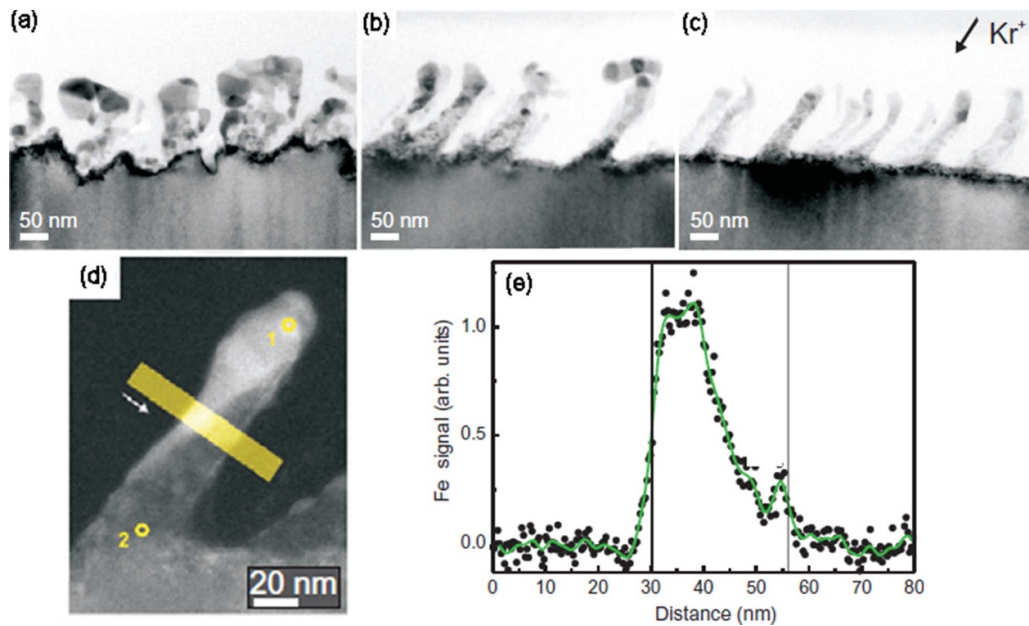 (a)
50 nm
(b)
50 nm
(c)
Kr⁺
50 nm
(d)
1
2
20 nm
(e)
Fe signal (arb. units)
1.0
0.5
0.0
0 10 20 30 40 50 60 70 80
Distance (nm)